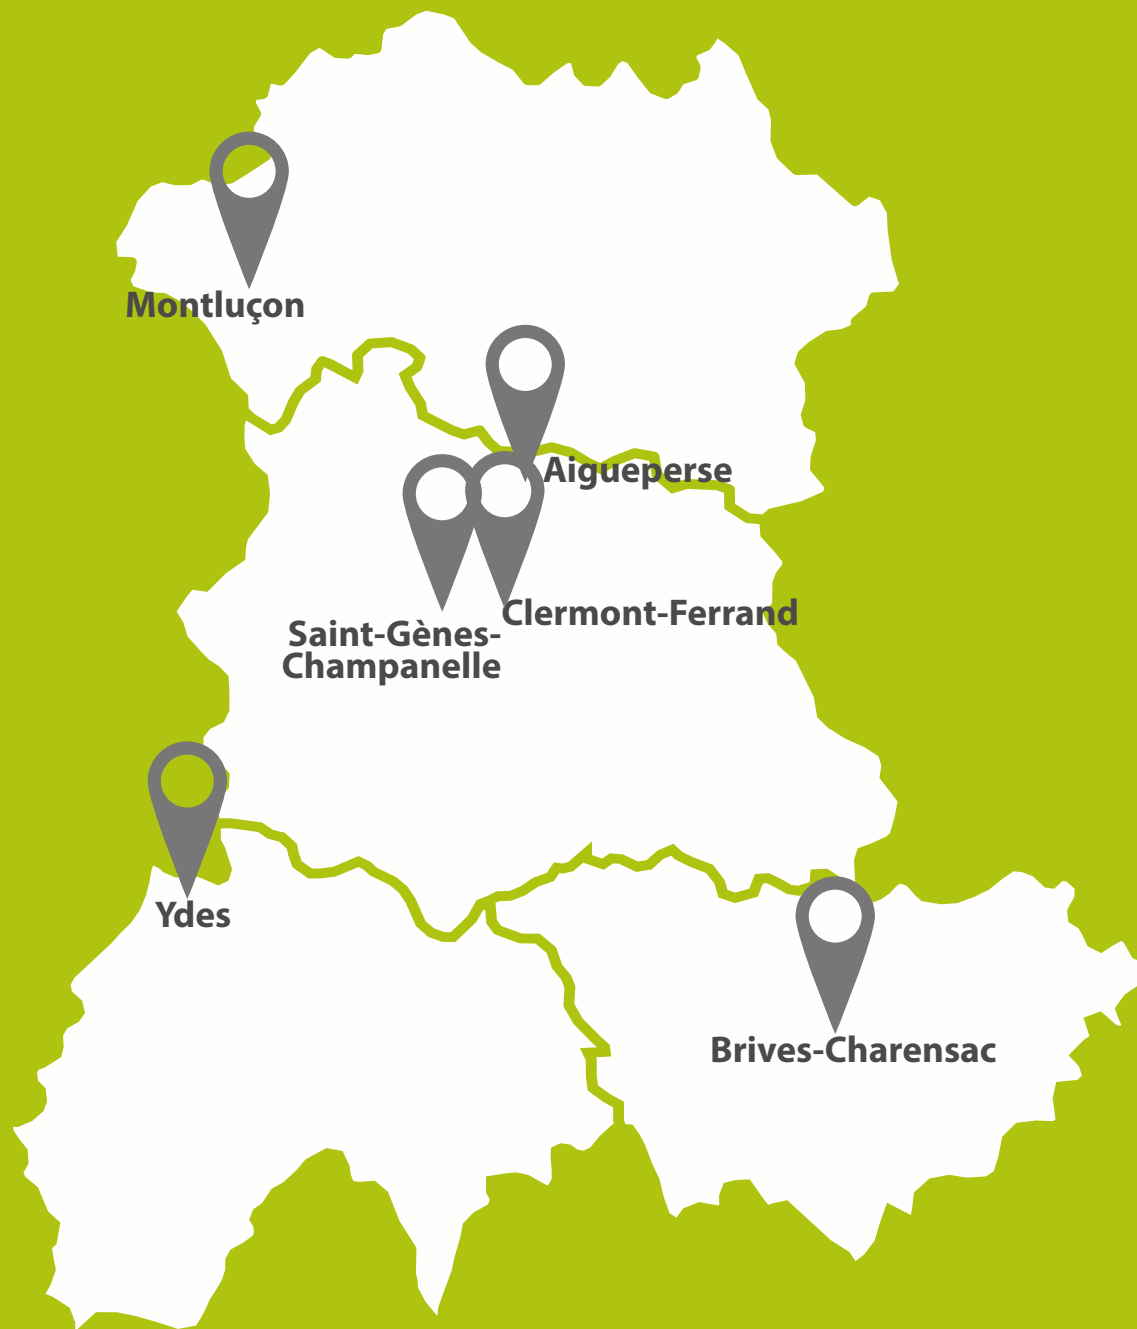 Montluçon
Aigueperse
Clermont-Ferrand
Saint-Gènes-
Champanelle
Ydes
Brives-Charensac